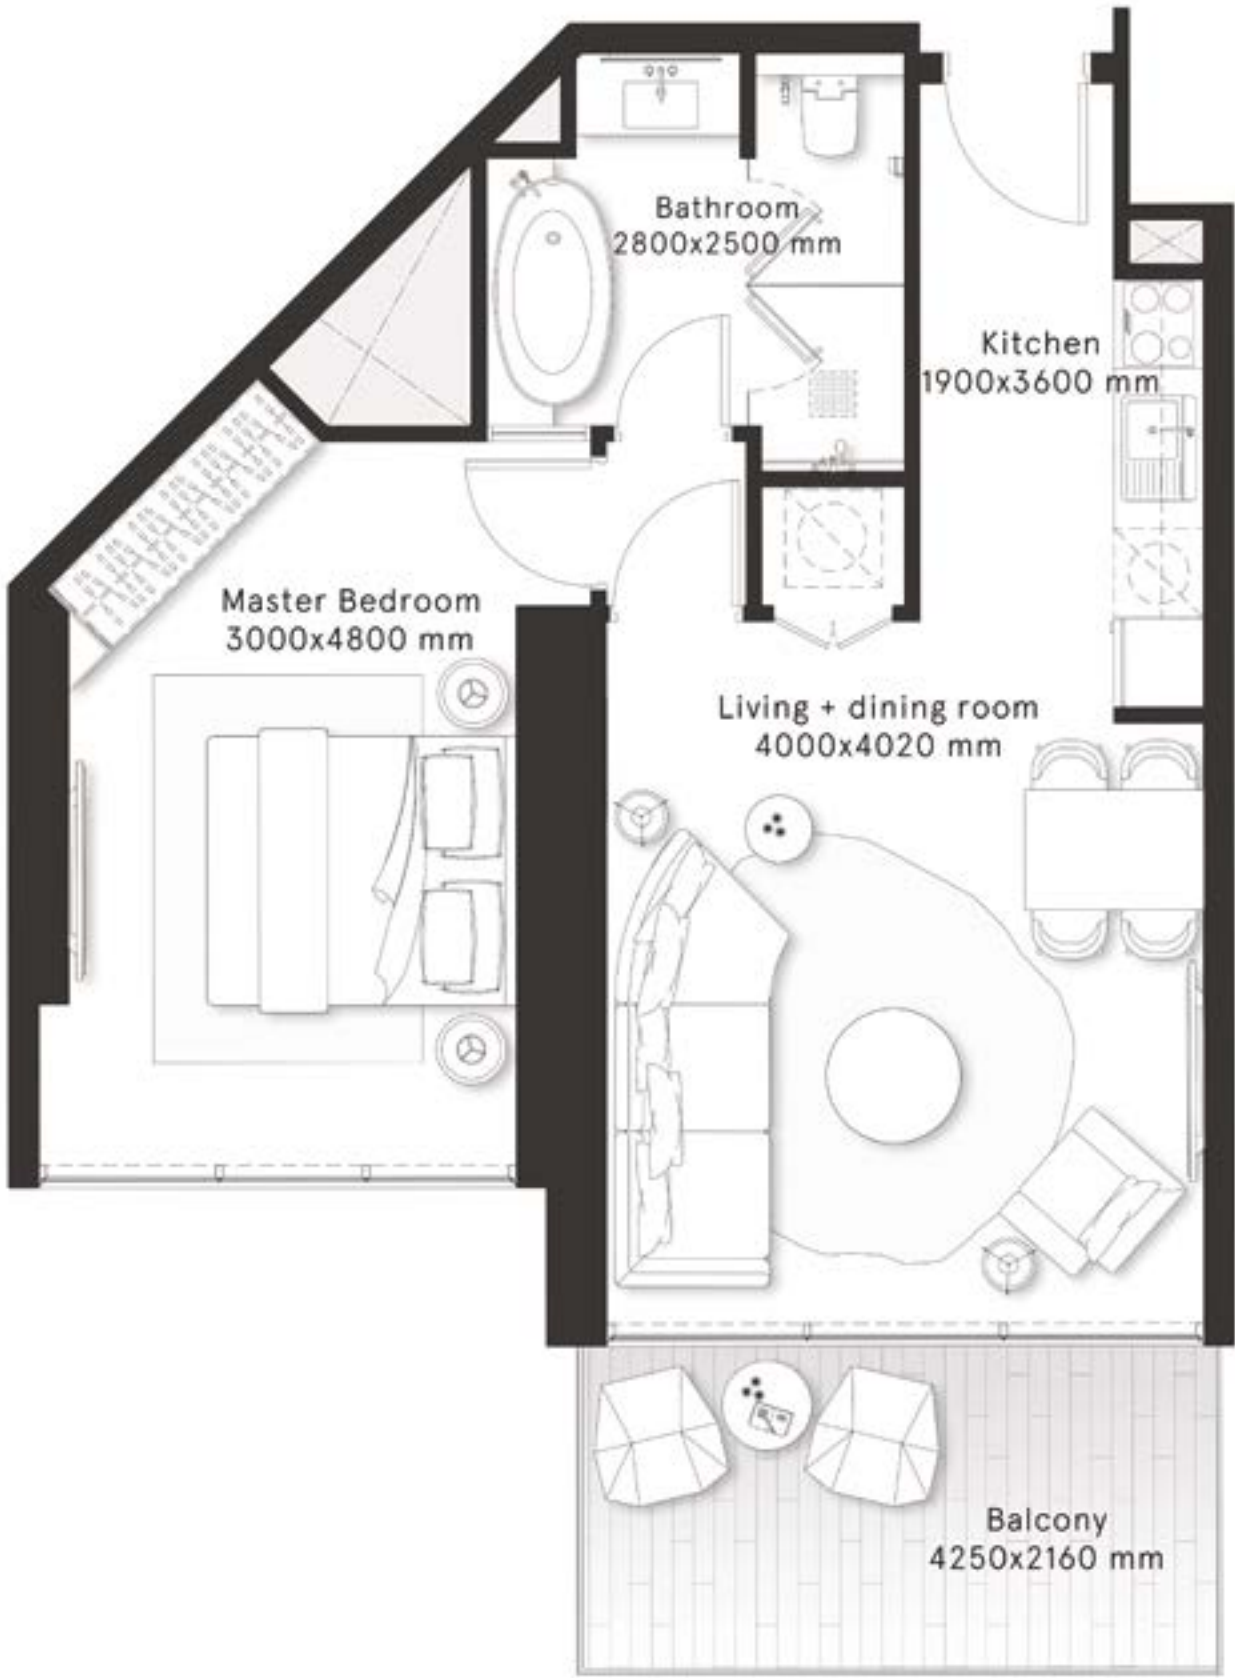 Bathroom
2800x2500 mm
Kitchen
1900x3600 mm
Master Bedroom
3000x4800 mm
Living + dining room
4000x4020 mm
Balcony
4250x2160 mm